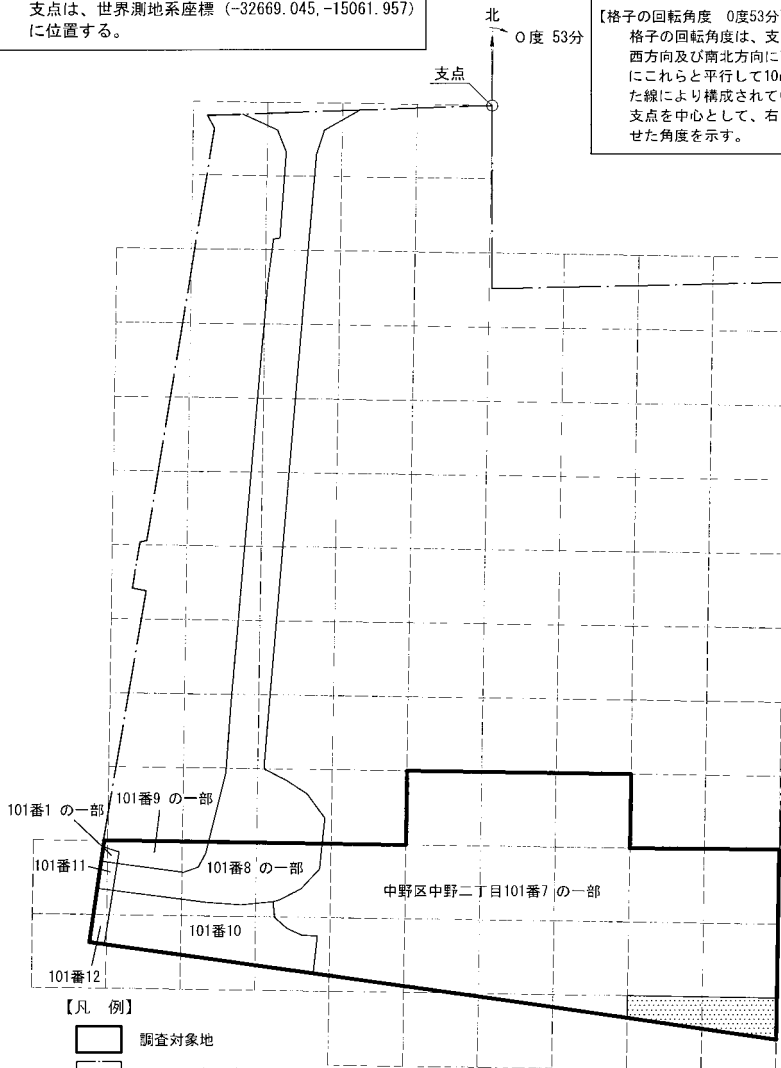 支点は、世界測地系座標（-32669.045,-15061.957）
に位置する。
北
0度 53分
支点
【格子の回転角度 0度53分
格子の回転角度は、支
西方向及び南北方向に
にこれらと平行して10
た線により構成されて
支点を中心として、右
せた角度を示す。
101番1 の一部
101番9 の一部
101番11
101番8 の一部
中野区中野二丁目101番7 の一部
101番10
101番12
【凡 例】
調査対象地